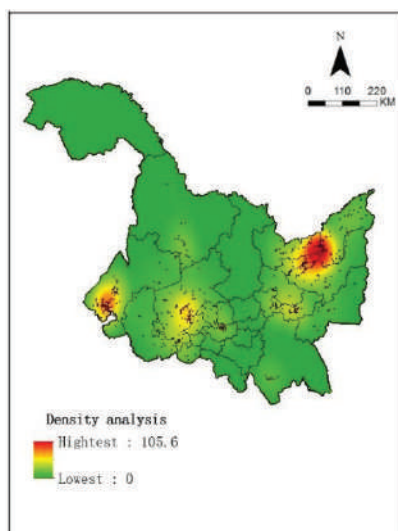 N
0 110 220
KM
Density analysis
Hightest : 105.6
Lowest : 0